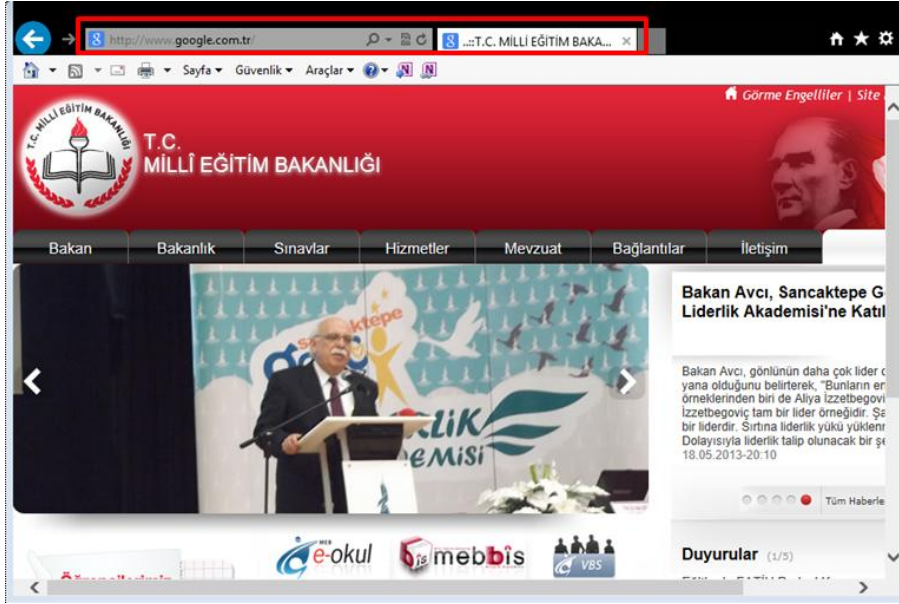 http://www.google.com.tr/
..::T.C. MİLLİ EĞİTİM BAKA...
Sayfa Güvenlik Araçlar
Görme Engelliler | Site
T.C. MİLLİ EĞİTİM BAKANLIĞI
T.C.
MİLLÎ EĞİTİM BAKANLIĞI
Bakan Bakanlık Sınavlar Hizmetler Mevzuat Bağlantılar İletişim
sancaktepe
Bakan Avcı, Sancaktepe G
Liderlik Akademisi'ne Katıl
Bakan Avcı, gönlünün daha çok lider
yana olduğunu belirterek, "Bunların en
örneklerinden biri de Aliya İzzetbegovi
İzzetbegoviç tam bir lider örneğidir. Şa
bir liderdir. Sırtına liderlik yükü yüklenm
Dolayısıyla liderlik talip olunacak bir şe
18.05.2013-20:10
Tüm Haberle
MEB
e-okul
mebbis
VBS
Duyurular (1/5)